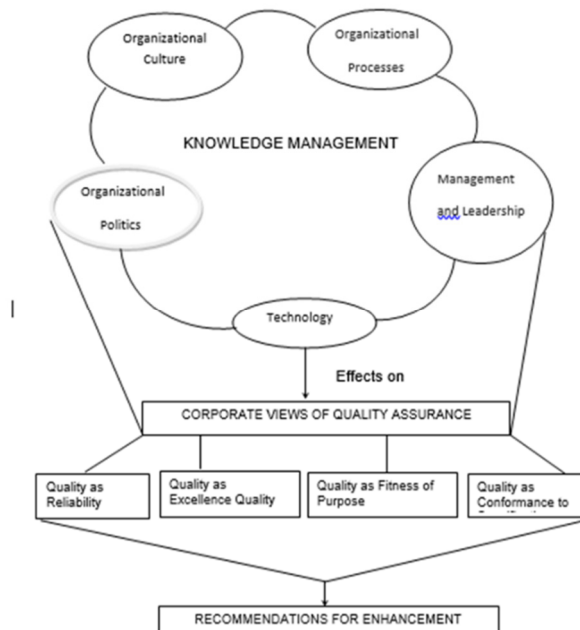 Organizational
Culture
Organizational
Processes
KNOWLEDGE MANAGEMENT
Organizational
Politics
Management
and Leadership
Technology
Effects on
CORPORATE VIEWS OF QUALITY ASSURANCE
Quality as
Reliability
Quality as
Excellence Quality
Quality as Fitness of
Purpose
Quality as
Conformance to
RECOMMENDATIONS FOR ENHANCEMENT